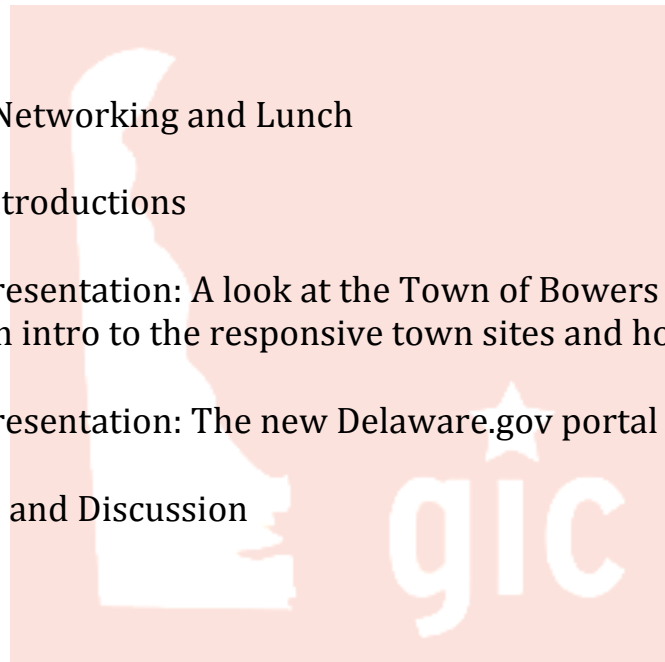 Networking and Lunch
troductions
resentation: A look at the Town of Bowers
n intro to the responsive town sites and ho
resentation: The new Delaware.gov portal
and Discussion
gic